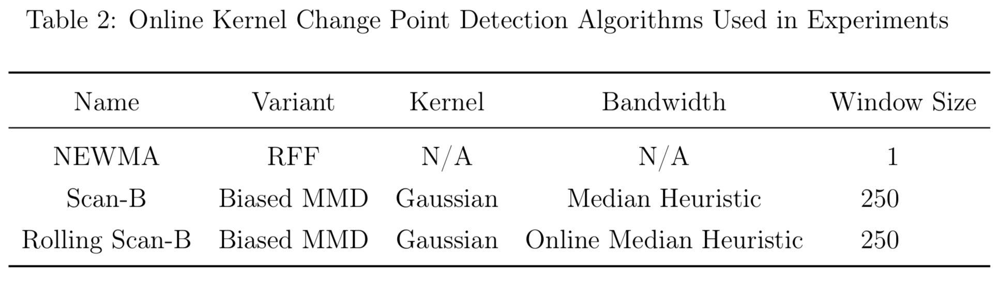 Table 2: Online Kernel Change Point Detection Algorithms Used in Experiments
Name Variant Kernel Bandwidth Window Size
NEWMA RFF N/A N/A 1
Scan-B Biased MMD Gaussian Median Heuristic 250
Rolling Scan-B Biased MMD Gaussian Online Median Heuristic 250